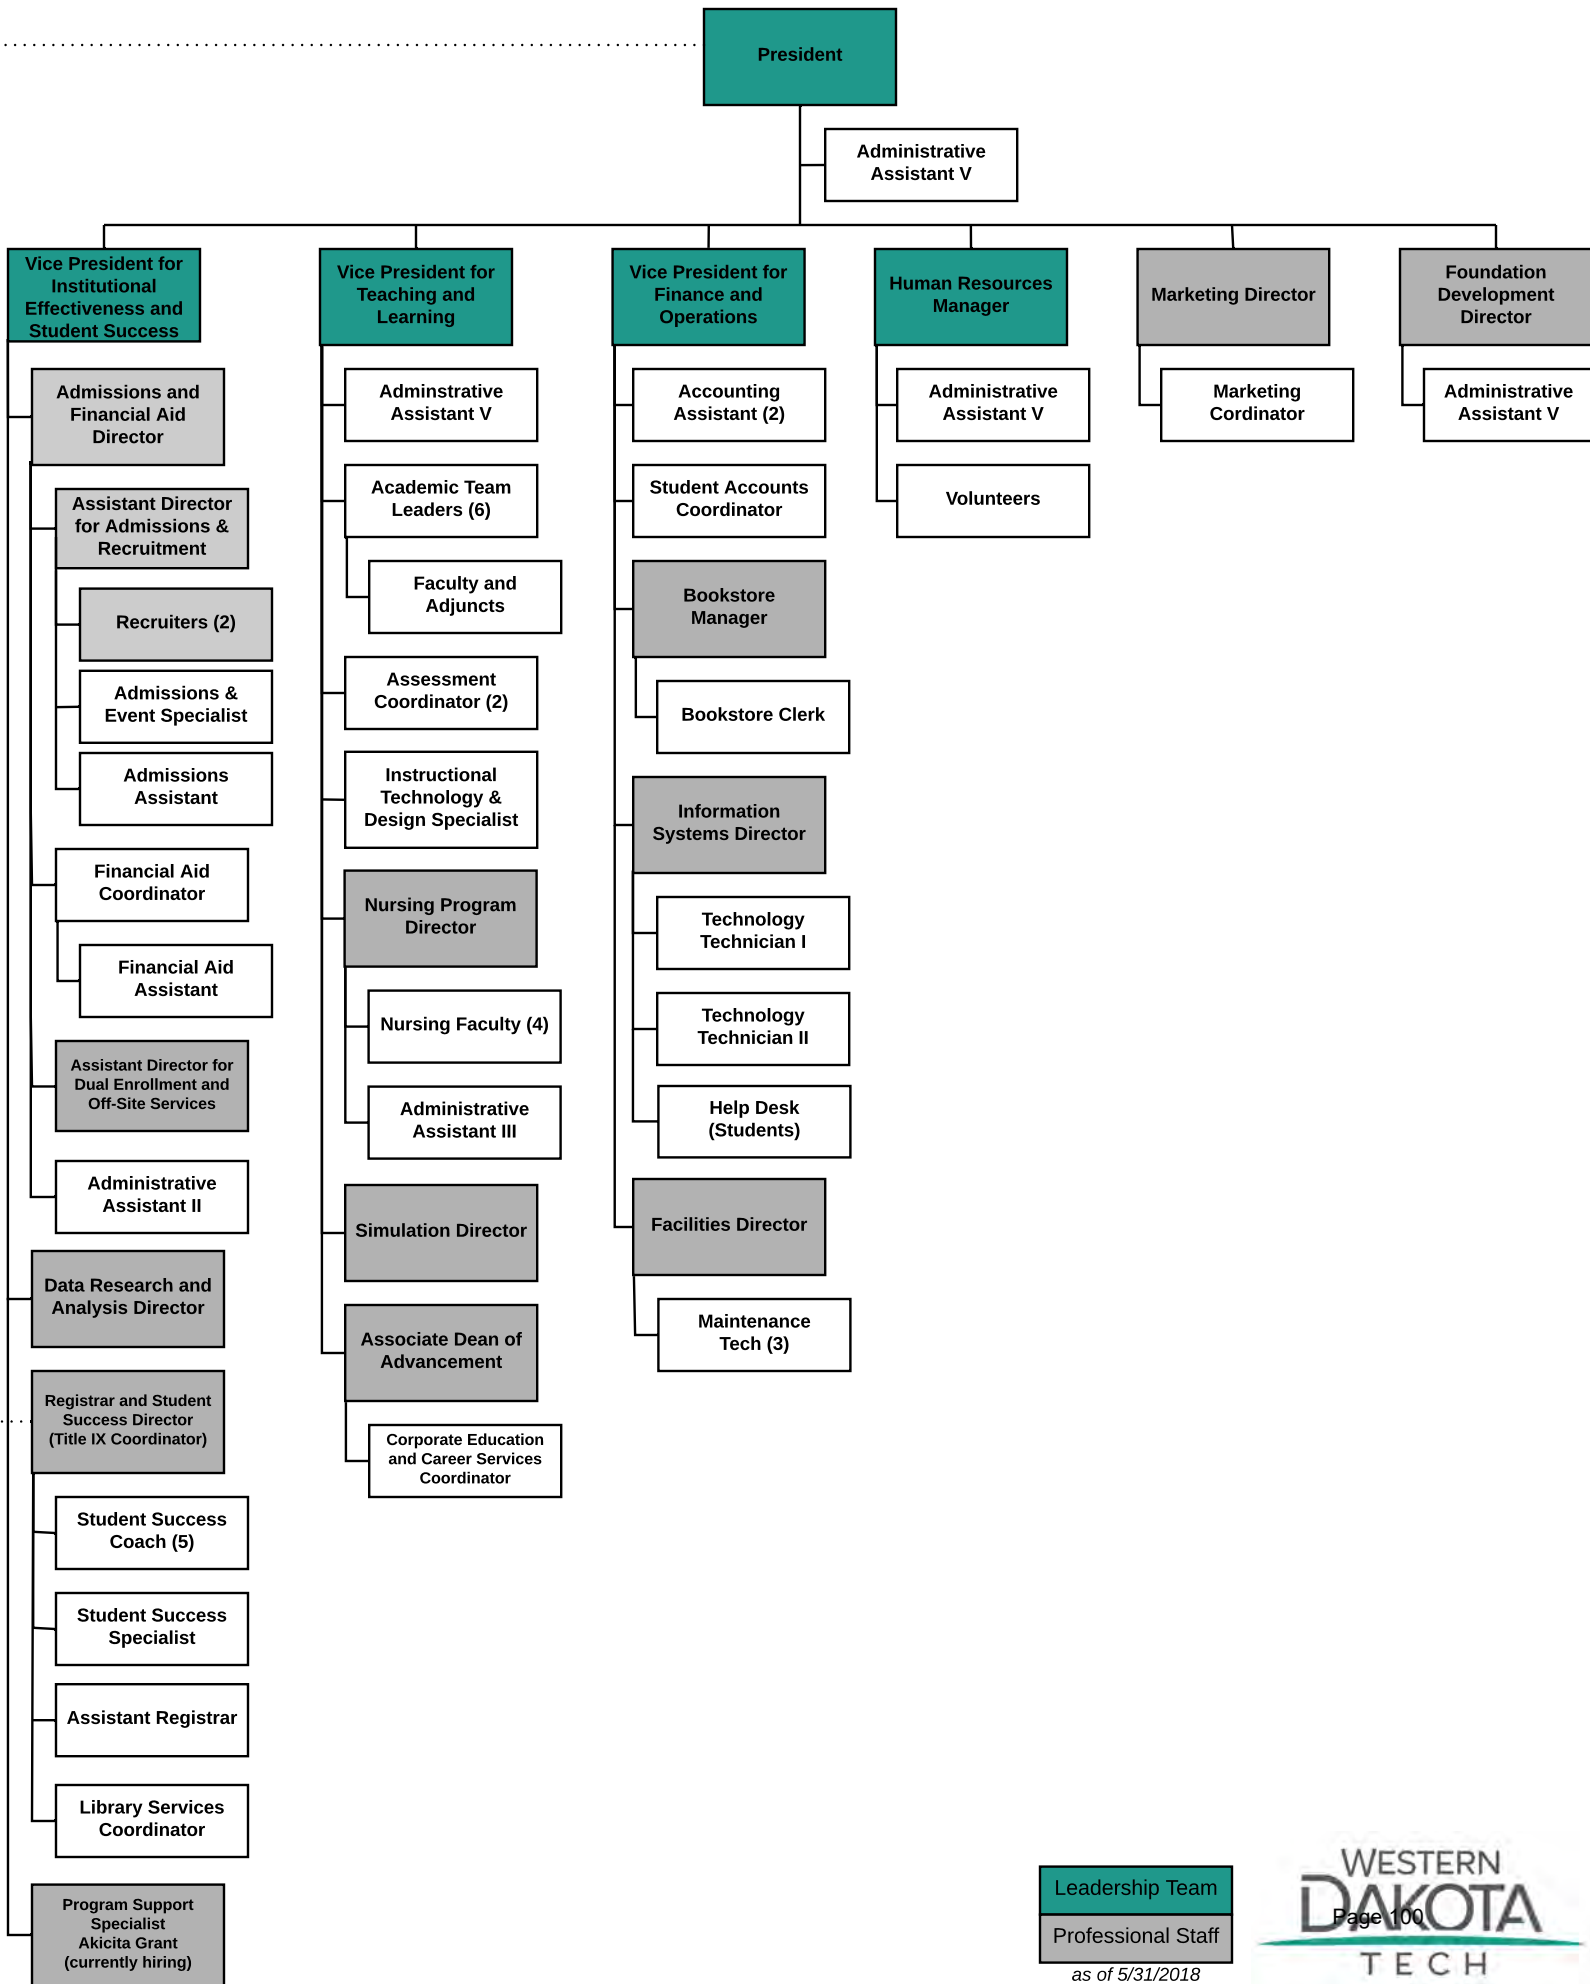 President
Administrative
Assistant V
Vice President for
Institutional
Effectiveness and
Student Success
Vice President for
Teaching and
Learning
Vice President for
Finance and
Operations
Human Resources
Manager
Marketing Director
Foundation
Development
Director
Admissions and
Financial Aid
Director
Assistant Director
for Admissions &
Recruitment
Recruiters (2)
Admissions &
Event Specialist
Admissions
Assistant
Financial Aid
Coordinator
Financial Aid
Assistant
Assistant Director for
Dual Enrollment and
Off-Site Services
Administrative
Assistant II
Data Research and
Analysis Director
Registrar and Student
Success Director
(Title IX Coordinator)
Student Success
Coach (5)
Student Success
Specialist
Assistant Registrar
Library Services
Coordinator
Program Support
Specialist
Akicita Grant
(currently hiring)
Adminstrative
Assistant V
Academic Team
Leaders (6)
Faculty and
Adjuncts
Assessment
Coordinator (2)
Instructional
Technology &
Design Specialist
Nursing Program
Director
Nursing Faculty (4)
Administrative
Assistant III
Simulation Director
Associate Dean of
Advancement
Corporate Education
and Career Services
Coordinator
Accounting
Assistant (2)
Student Accounts
Coordinator
Bookstore
Manager
Bookstore Clerk
Information
Systems Director
Technology
Technician I
Technology
Technician II
Help Desk
(Students)
Facilities Director
Maintenance
Tech (3)
Administrative
Assistant V
Volunteers
Marketing
Cordinator
Administrative
Assistant V
Leadership Team
Professional Staff
as of 5/31/2018
WESTERN
DAKOTA
TECH
Page 100